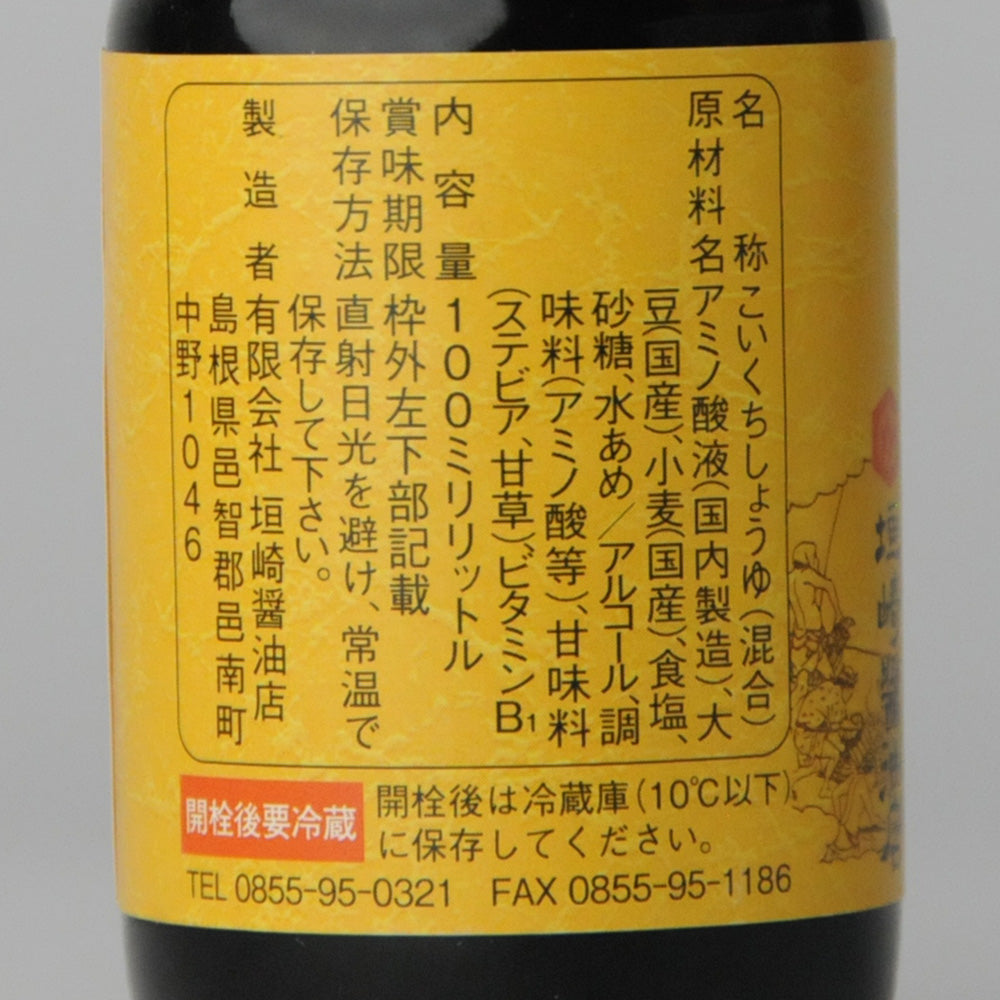 名称こいくちしょうゆ(混合)
原材料名アミノ酸液(国内製造)、大
豆(国産)、小麦(国産)、食塩、
砂糖、水あめ／アルコール、調
味料(アミノ酸等)、甘味料
(ステビア、甘草)、ビタミンB₁
内容量100ミリリットル
賞味期限 枠外左下部記載
保存方法 直射日光を避け、常温で
保存して下さい。
製造者 有限会社 垣崎醤油店
島根県邑智郡邑南町
中野1046
開栓後要冷蔵
開栓後は冷蔵庫(10℃以下)
に保存してください。
TEL 0855-95-0321 FAX 0855-95-1186
垣崎醤油店